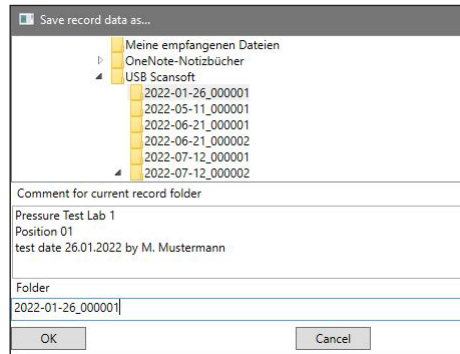 Save record data as...
Meine empfangenen Dateien
OneNote-Notizbücher
USB Scansoft
2022-01-26_000001
2022-05-11_000001
2022-06-21_000001
2022-06-21_000002
2022-07-12_000001
2022-07-12_000002
Comment for current record folder
Pressure Test Lab 1
Position 01
test date 26.01.2022 by M. Mustermann
Folder
2022-01-26_000001
OK Cancel